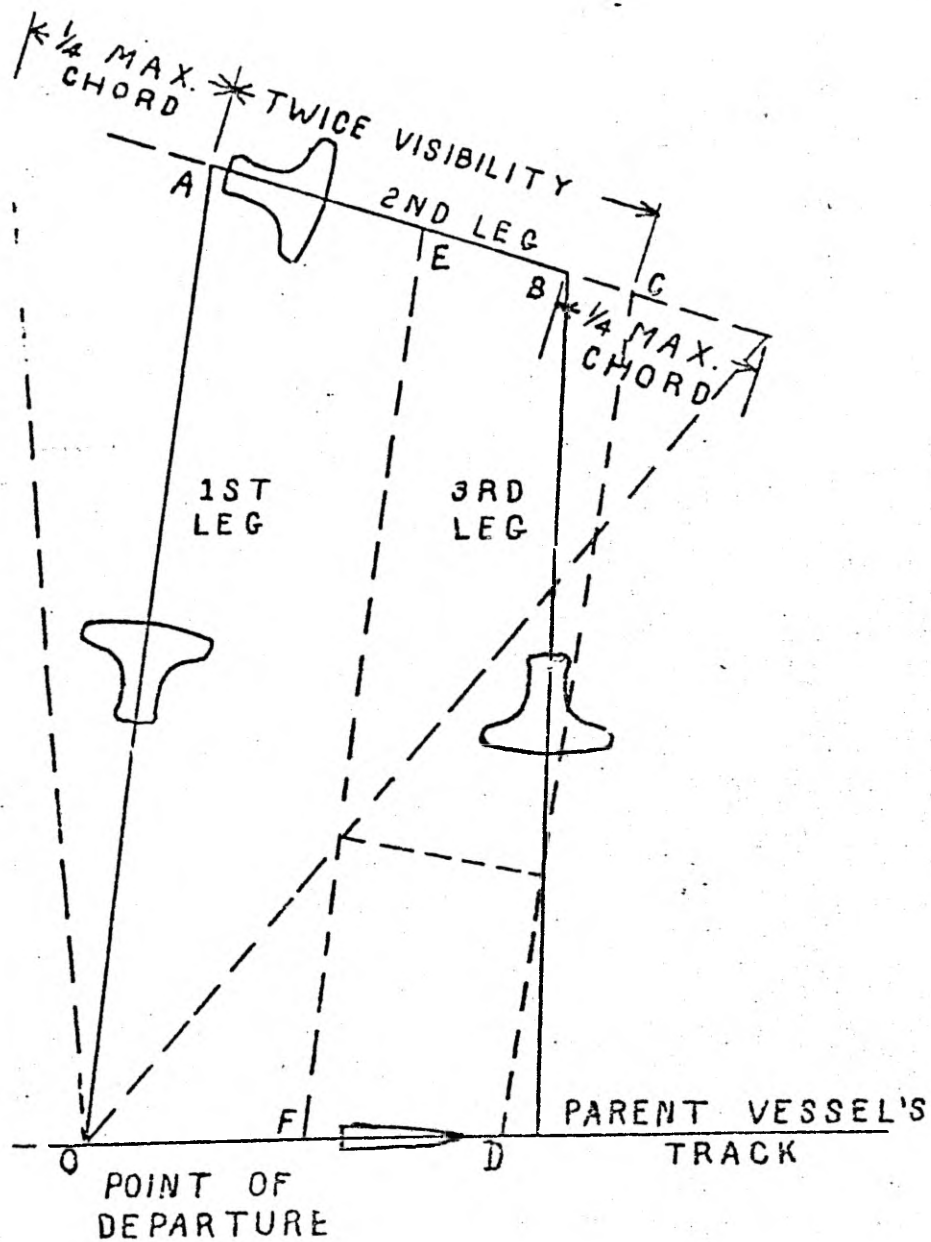 ¼ MAX.
CHORD
TWICE VISIBILITY
A
2ND LEG
E
B
C
¼ MAX.
CHORD
1ST
LEG
3RD
LEG
O
F
D
PARENT VESSEL'S
TRACK
POINT OF
DEPARTURE